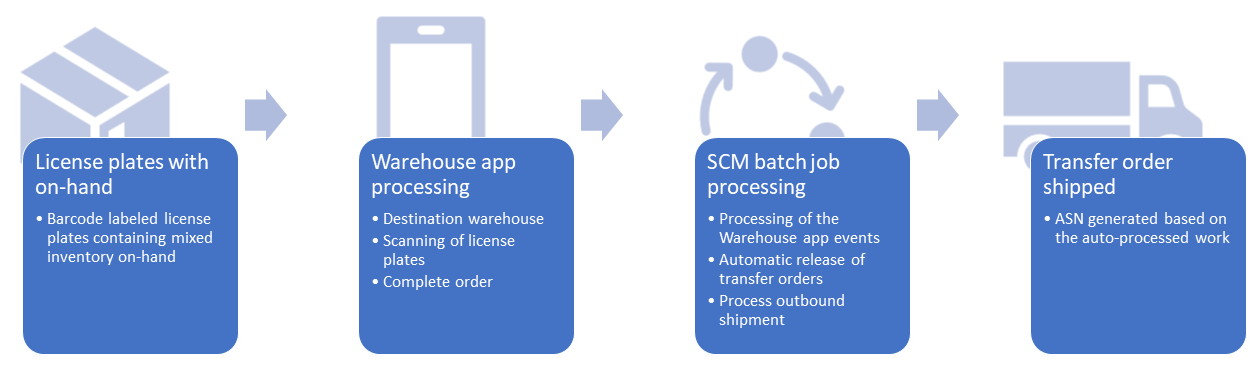 License plates with
on-hand
• Barcode labeled license
plates containing mixed
inventory on-hand
Warehouse app
processing
• Destination warehouse
• Scanning of license
plates
• Complete order
SCM batch job
processing
• Processing of the
Warehouse app events
• Automatic release of
transfer orders
• Process outbound
shipment
Transfer order
shipped
• ASN generated based on
the auto-processed work